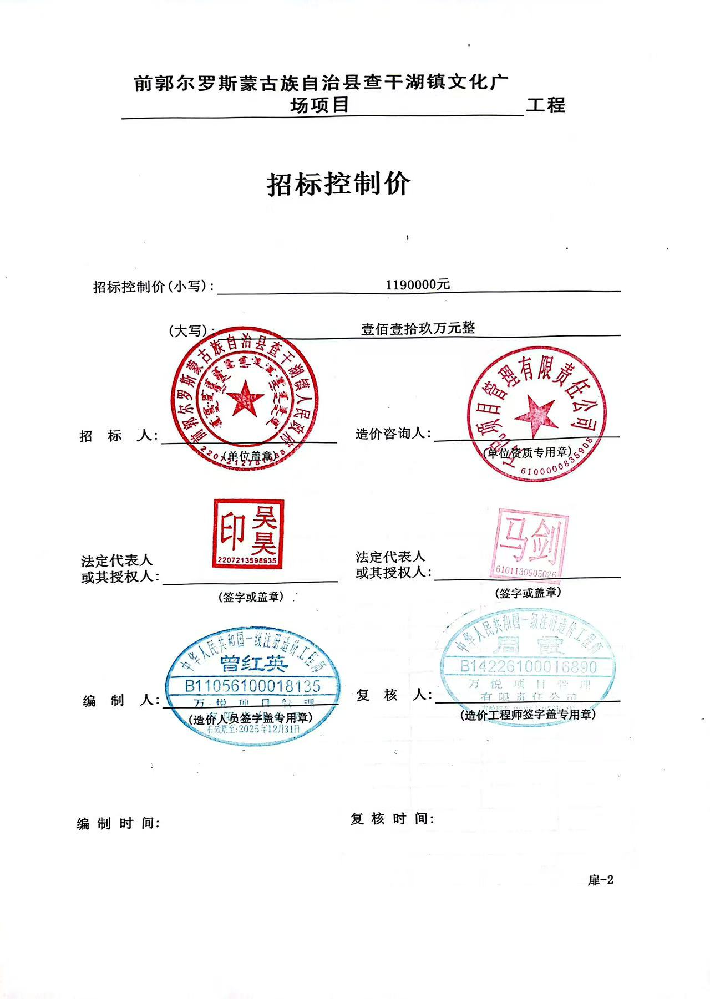 前郭尔罗斯蒙古族自治县查干湖镇文化广
场项目 工程
招标控制价
招标控制价(小写): 1190000元
(大写): 壹佰壹拾玖万元整
前郭尔罗斯蒙古族自治县查干湖镇人民政府
招 标 人:
(单位盖章)
项目管理有限责任公司
造价咨询人:
(单位资质专用章)
6100000835908
吴昊
印
2207213598935
法定代表人
或其授权人:
(签字或盖章)
马剑
6101130905026
法定代表人
或其授权人:
(签字或盖章)
中华人民共和国一级注册造价工程师
曾红英
B11056100018135
万悦项目管理
编 制 人:
(造价人员签字盖专用章)
有效期至:2025年12月31日
中华人民共和国一级注册造价工程师
周霞
B14226100016890
万悦项目管理
有限责任公司
复 核 人:
(造价工程师签字盖专用章)
编 制 时 间:
复 核 时 间:
扉-2